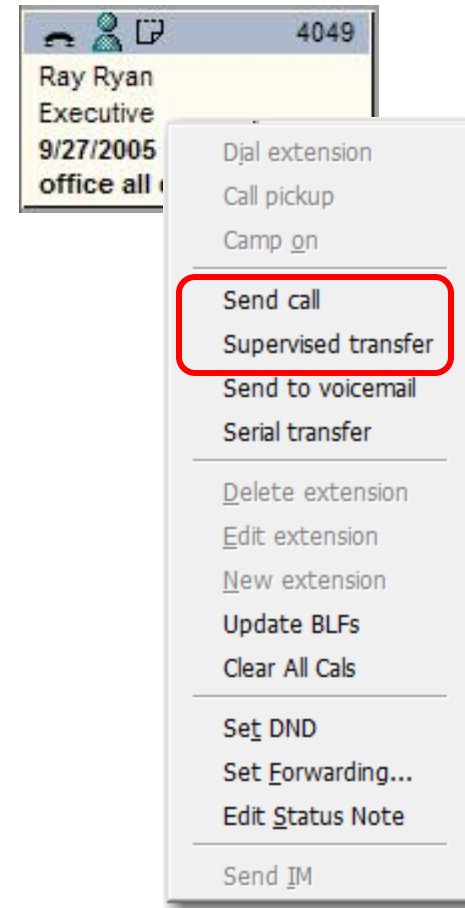 4049
Ray Ryan
Executive
9/27/2005
office all
Djal extension
Call pickup
Camp on
Send call
Supervised transfer
Send to voicemail
Serial transfer
Delete extension
Edit extension
New extension
Update BLFs
Clear All Cals
Set DND
Set Forwarding...
Edit Status Note
Send IM